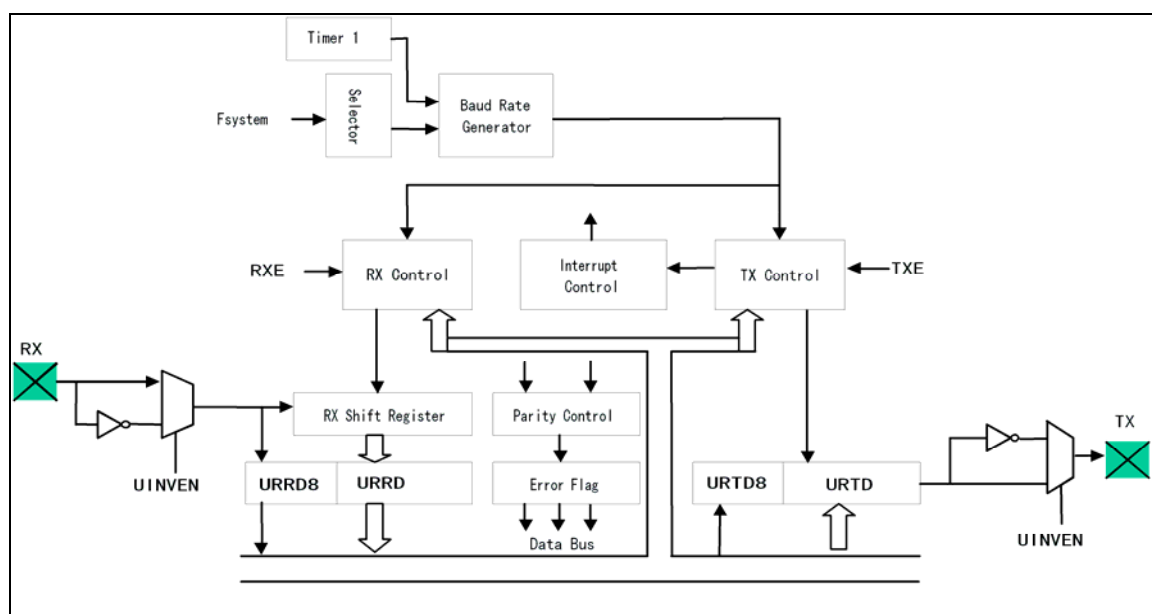 Timer 1
Fsystem
Selector
Baud Rate
Generator
RXE
RX Control
Interrupt
Control
TX Control
TXE
RX
RX Shift Register
Parity Control
TX
UINVEN
URRD8
URRD
Error Flag
URTD8
URTD
Data Bus
UINVEN